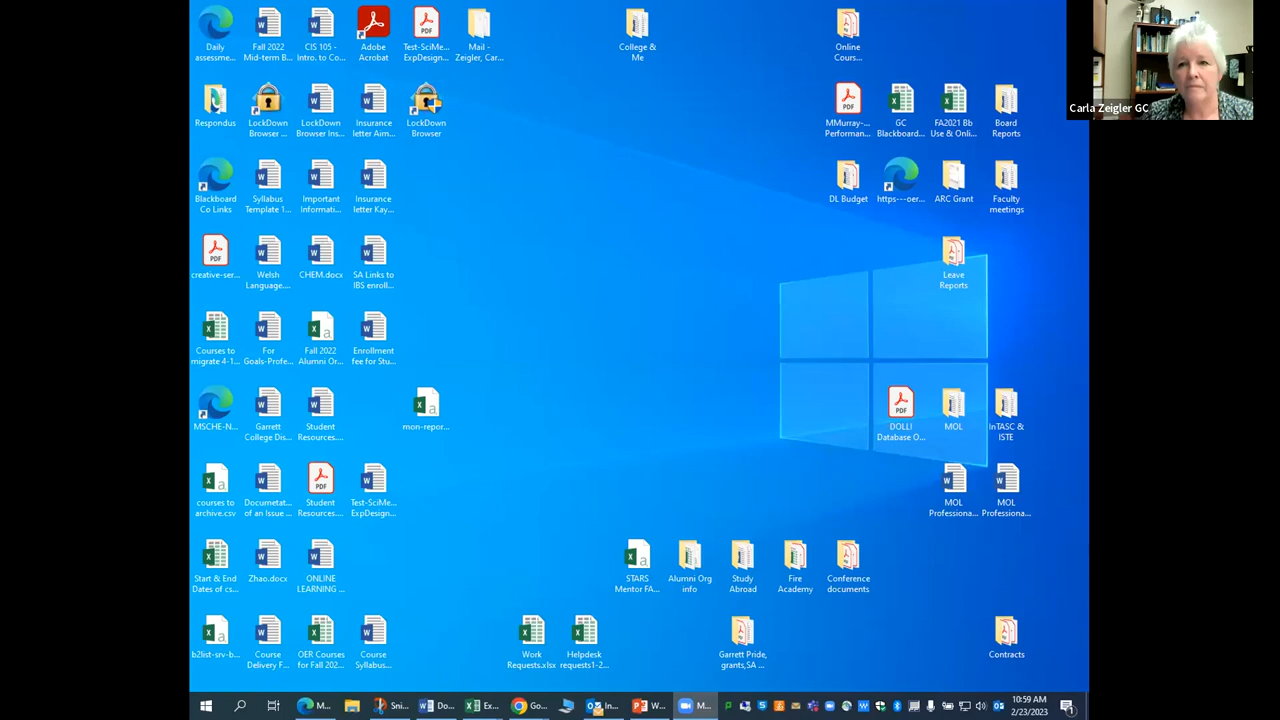 Daily
assessme...
Fall 2022
Mid-term B...
CIS 105 -
Intro. to Co...
Adobe
Acrobat
Test-SciMe...
ExpDesign...
Mail -
Zeigler, Car...
College &
Me
Online
Cours...
Carla Zeigler GC
Respondus
LockDown
Browser ...
LockDown
Browser Ins...
Insurance
letter Aim...
LockDown
Browser
MMurray-...
Performan...
GC
Blackboard...
FA2021 Bb
Use & Onli...
Board
Reports
Blackboard
Co Links
Syllabus
Template 1...
Important
Informati...
Insurance
letter Kay...
DL Budget
https---oer...
ARC Grant
Faculty
meetings
creative-ser...
Welsh
Language....
CHEM.docx
SA Links to
IBS enroll...
Leave
Reports
Courses to
migrate 4-1...
For
Goals-Profe...
Fall 2022
Alumni Or...
Enrollment
fee for Stu...
MSCHE-N...
Garrett
College Dis...
Student
Resources....
mon-repor...
DOLLI
Database O...
MOL
InTASC &
ISTE
courses to
archive.csv
Documetat...
of an Issue ...
Student
Resources....
Test-SciMe...
ExpDesign...
MOL
Professiona...
MOL
Professiona...
Start & End
Dates of cs...
Zhao.docx
ONLINE
LEARNING ...
STARS
Mentor FA...
Alumni Org
info
Study
Abroad
Fire
Academy
Conference
documents
b2list-srv-b...
Course
Delivery F...
OER Courses
for Fall 202...
Course
Syllabus...
Work
Requests.xlsx
Helpdesk
requests1-2...
Garrett Pride,
grants,SA ...
Contracts
M...
Sni...
Do...
Exc...
Go...
In...
W...
M...
10:59 AM
2/23/2023